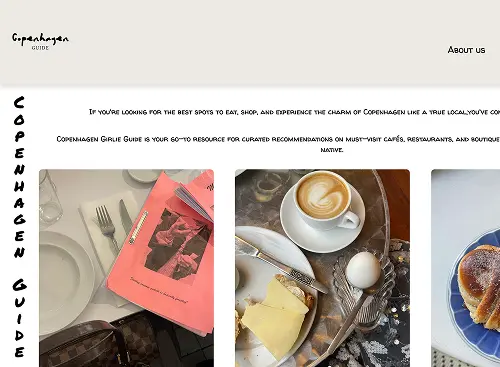 Copenhagen
GUIDE
About us
Copenhagen Guide
If you're looking for the best spots to eat, shop, and experience the charm of Copenhagen like a true local,you've co
Copenhagen Girlie Guide is your go-to resource for curated recommendations on must-visit cafés, restaurants, and boutique
native.